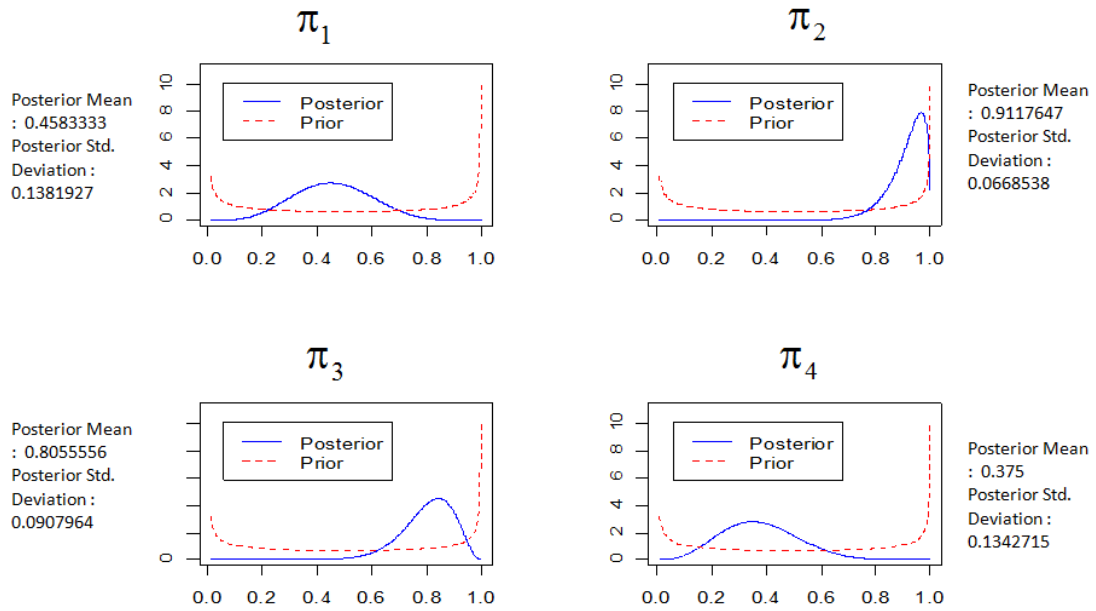 π1
π2
Posterior Mean
: 0.4583333
Posterior Std.
Deviation :
0.1381927
0 2 4 6 8 10
Posterior
Prior
0.0 0.2 0.4 0.6 0.8 1.0
0 2 4 6 8 10
Posterior
Prior
0.0 0.2 0.4 0.6 0.8 1.0
Posterior Mean
: 0.9117647
Posterior Std.
Deviation :
0.0668538
π3
π4
Posterior Mean
: 0.8055556
Posterior Std.
Deviation :
0.0907964
0
Posterior
Prior
0.0 0.2 0.4 0.6 0.8 1.0
0 2 4 6 8 10
Posterior
Prior
0.0 0.2 0.4 0.6 0.8 1.0
Posterior Mean
: 0.375
Posterior Std.
Deviation :
0.1342715